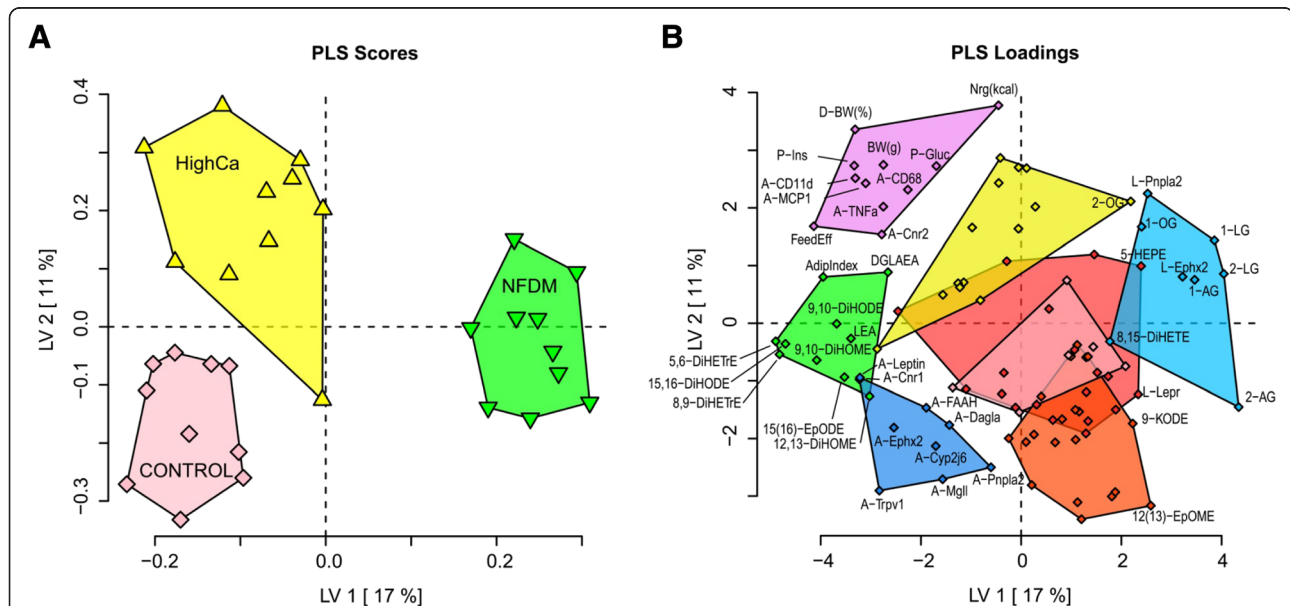 A
PLS Scores
0.4
0.2
0.0
−0.1
−0.3
LV 2 [ 11 %]
HighCa
NFDM
CONTROL
−0.2
0.0
0.2
LV 1 [ 17 %]
B
PLS Loadings
4
2
0
−2
LV 2 [ 11 %]
Nrg(kcal)
D−BW(%)
P−Ins
BW(g)
P−Gluc
A−CD11d
A−CD68
A−MCP1
A−TNFa
FeedEff
A−Cnr2
L−Pnpla2
2−OG
1−OG
1−LG
5−HEPE
2−LG
L−Ephx2
1−AG
AdipIndex
DGLAEA
9,10−DiHODE
LEA
8,15−DiHETE
5,6−DiHETrE
9,10−DiHOME
15,16−DiHODE
A−Leptin
A−Cnr1
8,9−DiHETrE
A−FAAH
L−Lepr
2−AG
A−Dagla
9−KODE
15(16)−EpODE
12,13−DiHOME
A−Ephx2
A−Cyp2j6
A−Pnpla2
A−Mgll
A−Trpv1
12(13)−EpOME
−4
−2
0
2
4
LV 1 [ 17 %]